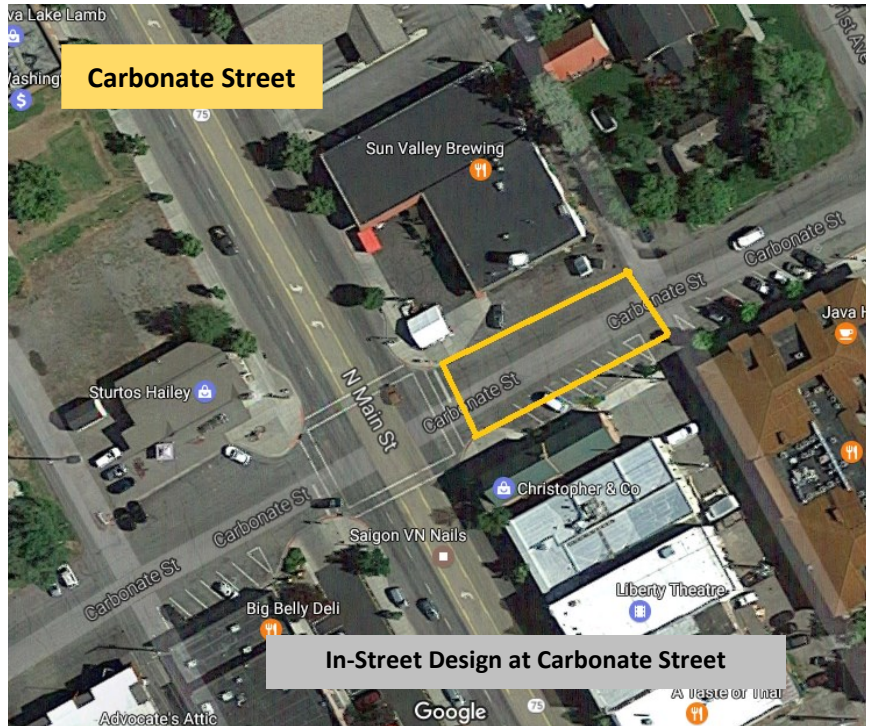 va Lake Lamb
Carbonate Street
1st Ave
Washing
75
Sun Valley Brewing
Carbonate St
Carbonate St
Java H
N Main St
Sturtos Hailey
Carbonate St
Christopher & Co
Carbonate St
Saigon VN Nails
Carbonate St
Liberty Theatre
Big Belly Deli
In-Street Design at Carbonate Street
A Taste of Thai
Google
75
Advocate's Attic